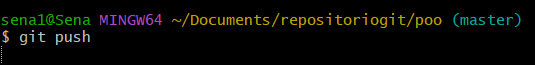 sena1@Sena MINGW64 ~/Documents/repositoriogit/poo (master)
$ git push